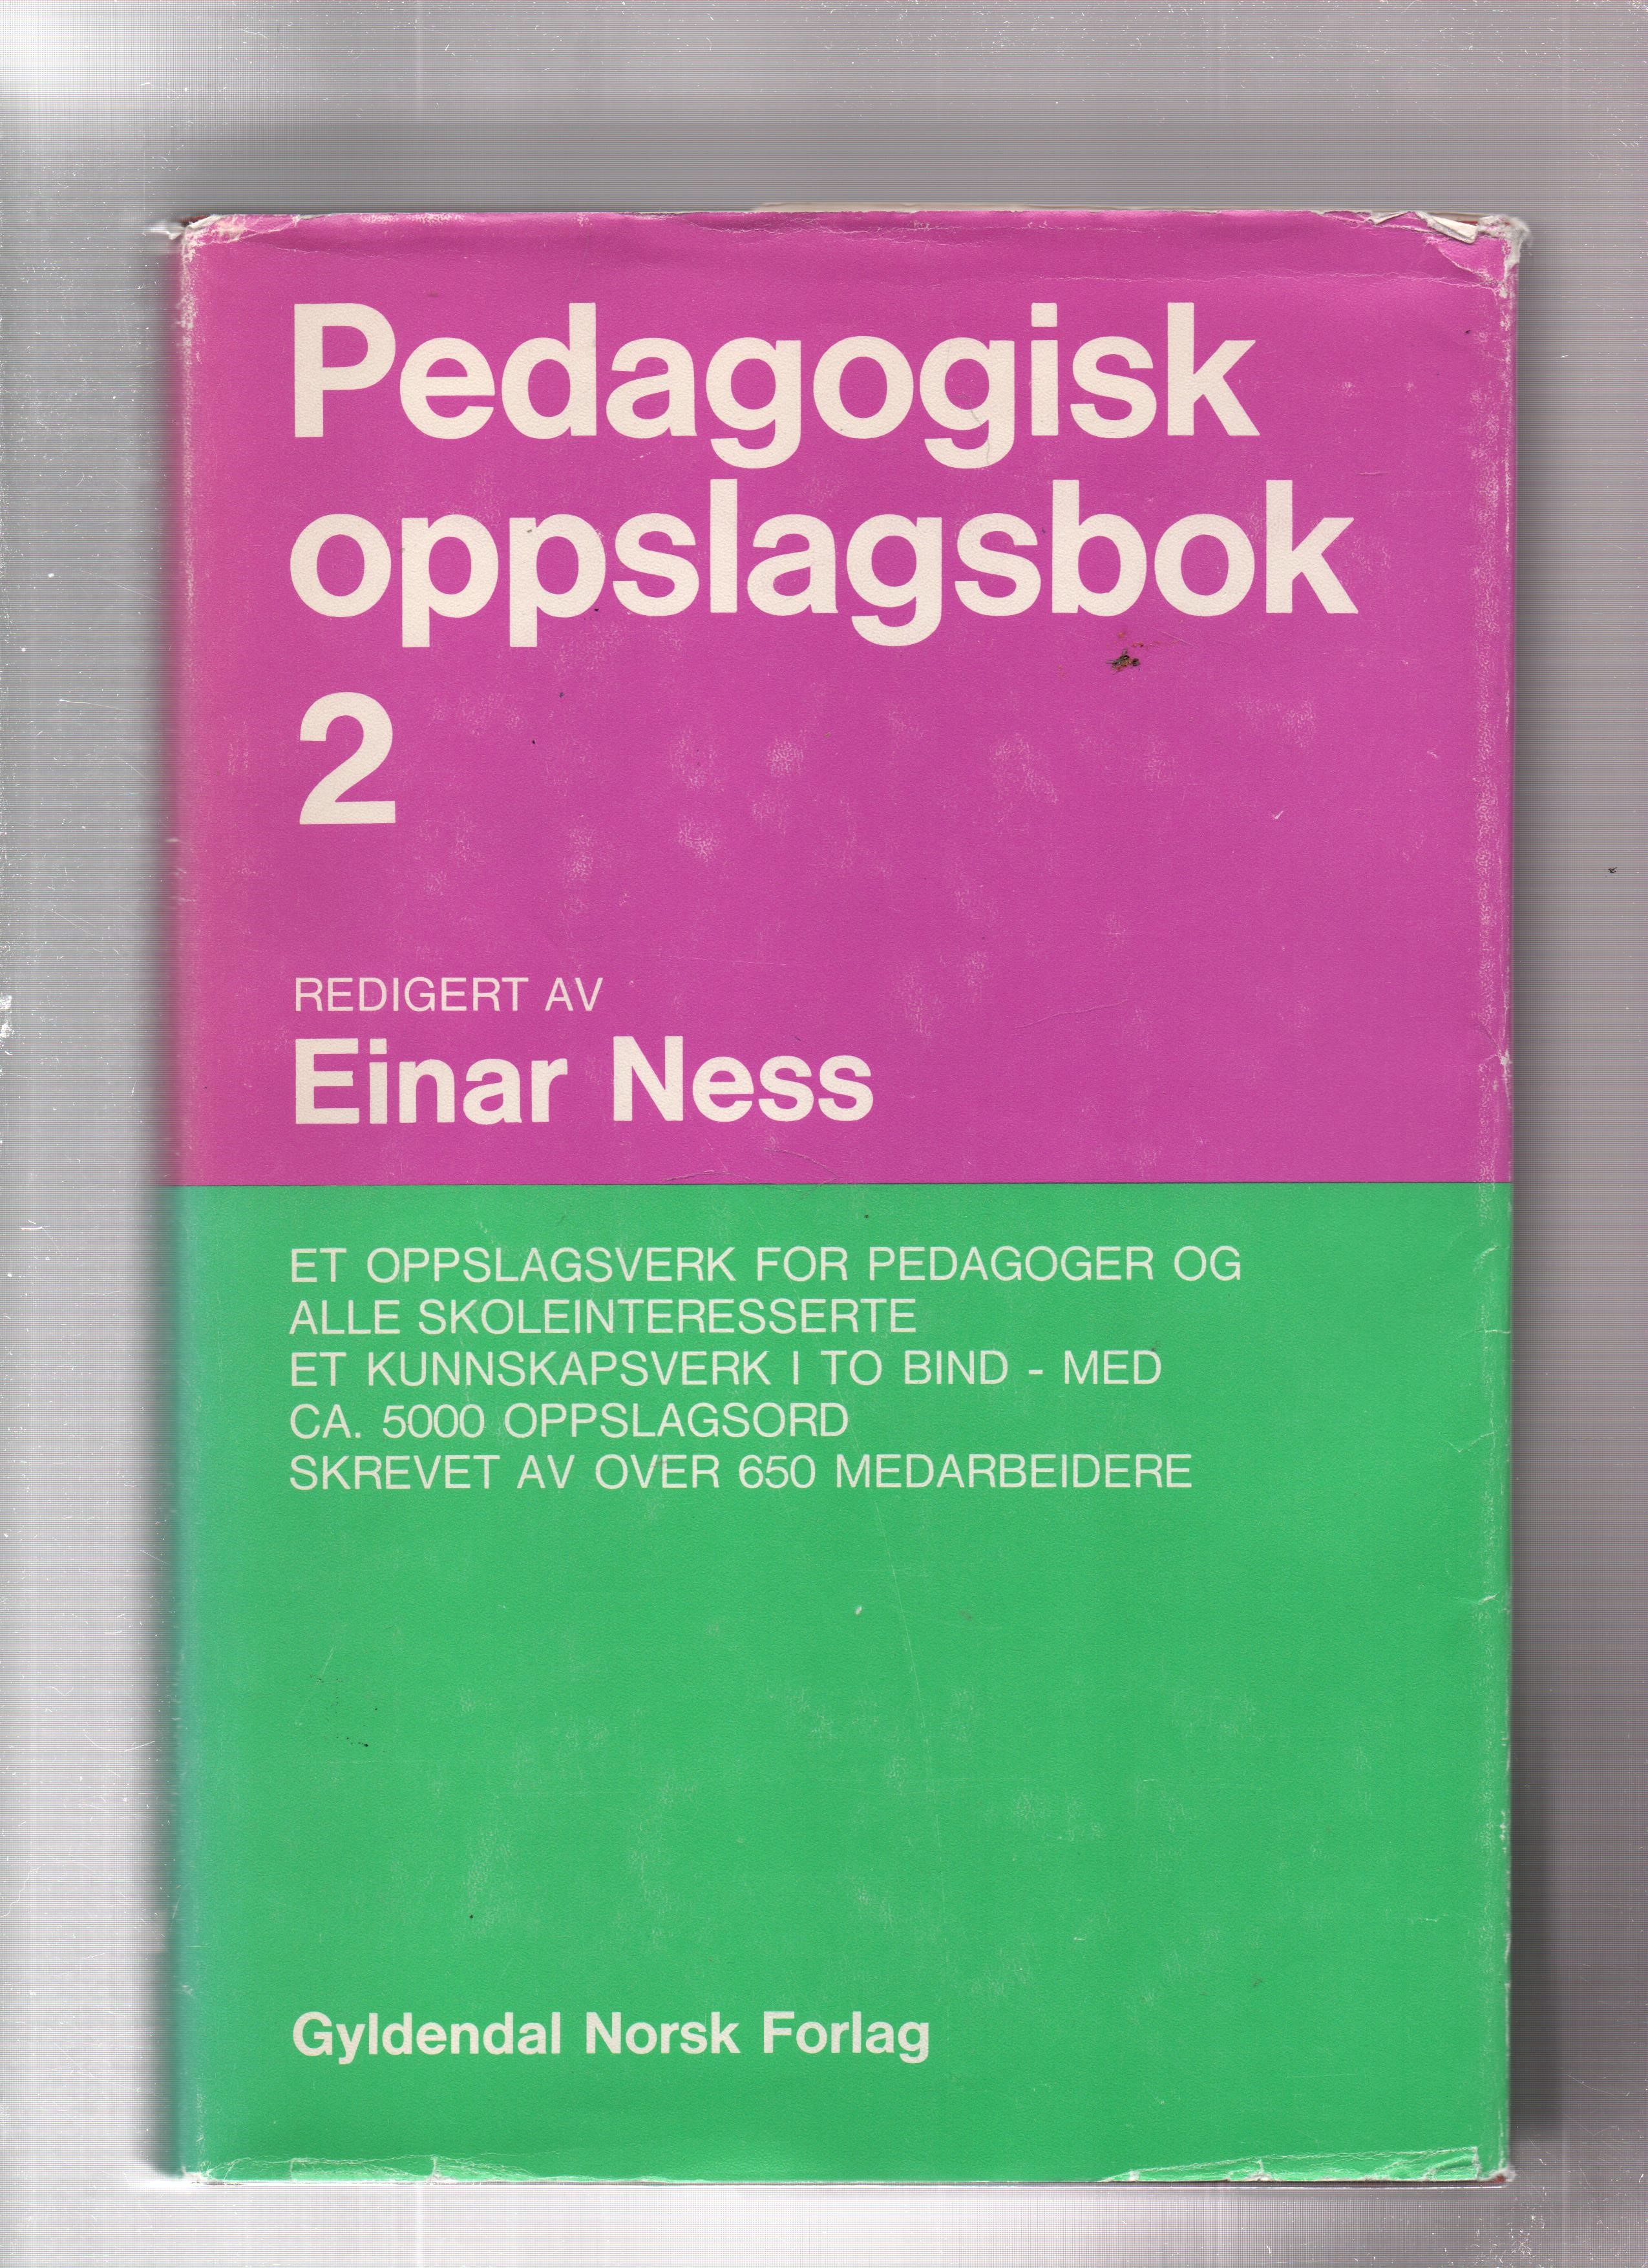 Pedagogisk
oppslagsbok
2
REDIGERT AV
Einar Ness
ET OPPSLAGSVERK FOR PEDAGOGER OG
ALLE SKOLEINTERESSERTE
ET KUNNSKAPSVERK I TO BIND - MED
CA. 5000 OPPSLAGSORD
SKREVET AV OVER 650 MEDARBEIDERE
Gyldendal Norsk Forlag